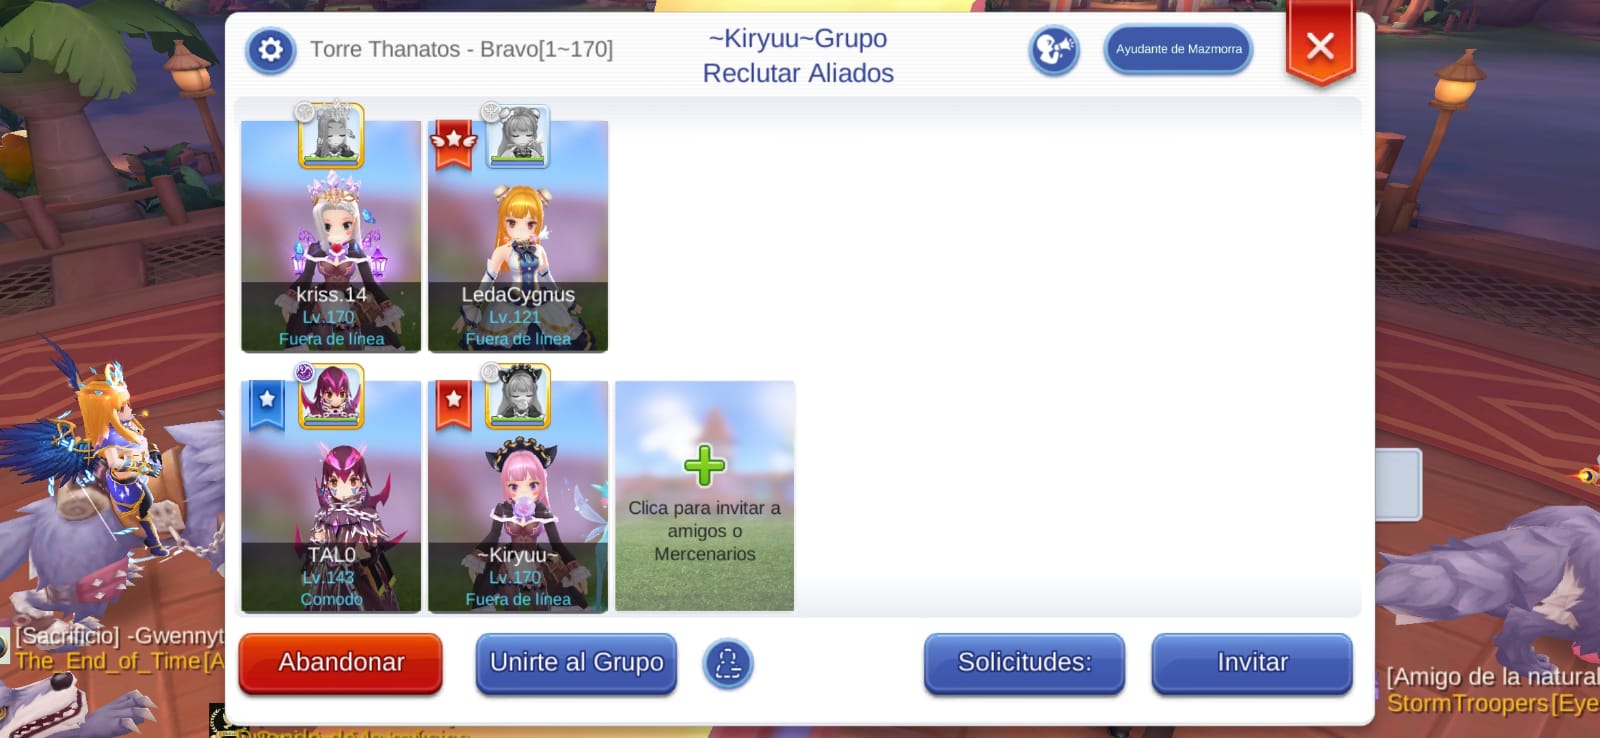 Torre Thanatos - Bravo[1~170]
~Kiryuu~Grupo
Reclutar Aliados
Ayudante de Mazmorra
kriss.14
Lv.170
Fuera de línea
LedaCygnus
Lv.121
Fuera de línea
TAL0
Lv.143
Comodo
~Kiryuu~
Lv.170
Fuera de línea
Clica para invitar a
amigos o
Mercenarios
Abandonar
Unirte al Grupo
Solicitudes:
Invitar
[Sacrificio] -Gwennyt
The_End_of_Time[A
[Amigo de la natural
StormTroopers[Eye